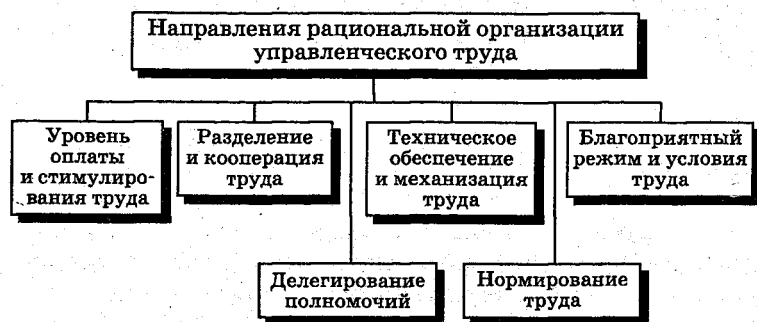 Направления рациональной организации
управленческого труда
Уровень
оплаты
и стимулиро-
вания труда
Разделение
и кооперация
труда
Техническое
обеспечение
и механизация
труда
Благоприятный
режим и условия
труда
Делегирование
полномочий
Нормирование
труда